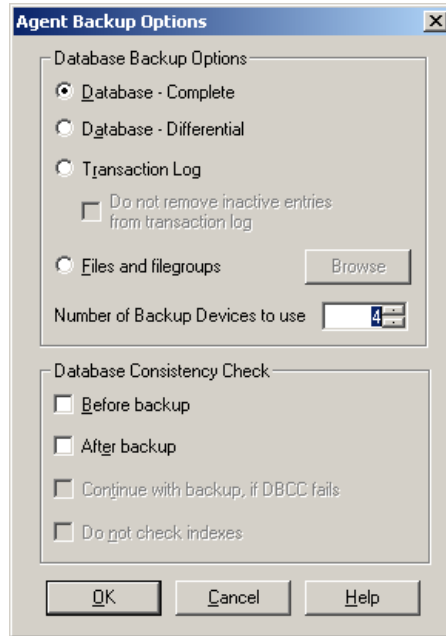 Agent Backup Options
Database Backup Options
Database - Complete
Database - Differential
Transaction Log
Do not remove inactive entries
from transaction log
Files and filegroups
Browse
Number of Backup Devices to use
4
Database Consistency Check
Before backup
After backup
Continue with backup, if DBCC fails
Do not check indexes
OK
Cancel
Help